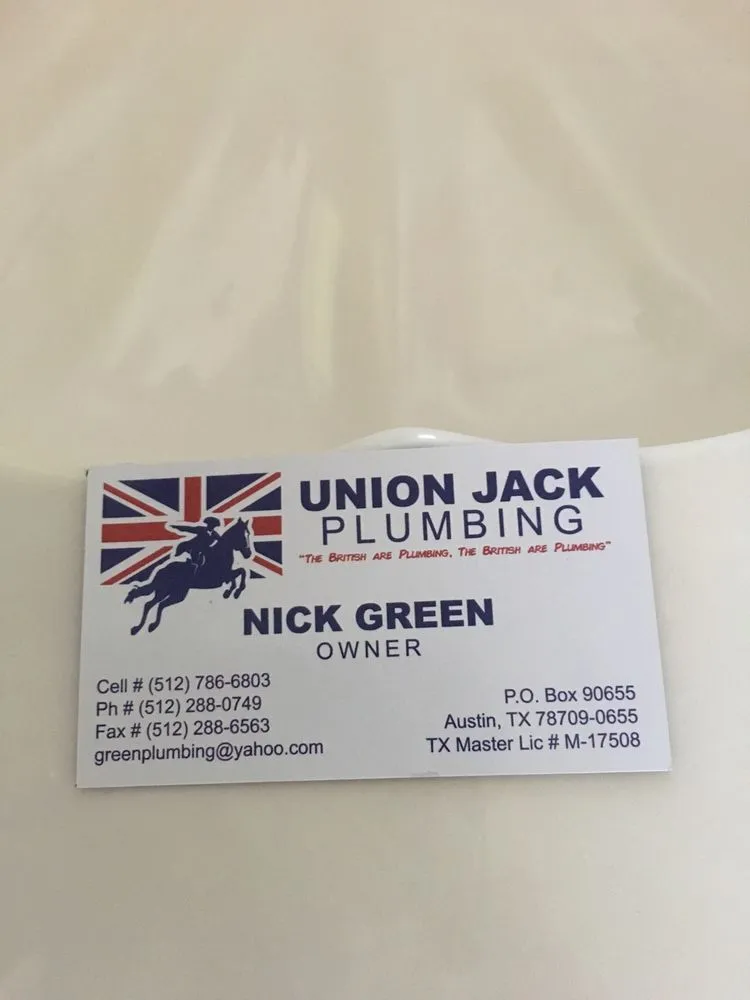 UNION JACK
PLUMBING
"The British are Plumbing, The British are Plumbing"
NICK GREEN
OWNER
Cell # (512) 786-6803
Ph # (512) 288-0749
Fax # (512) 288-6563
greenplumbing@yahoo.com
P.O. Box 90655
Austin, TX 78709-0655
TX Master Lic # M-17508